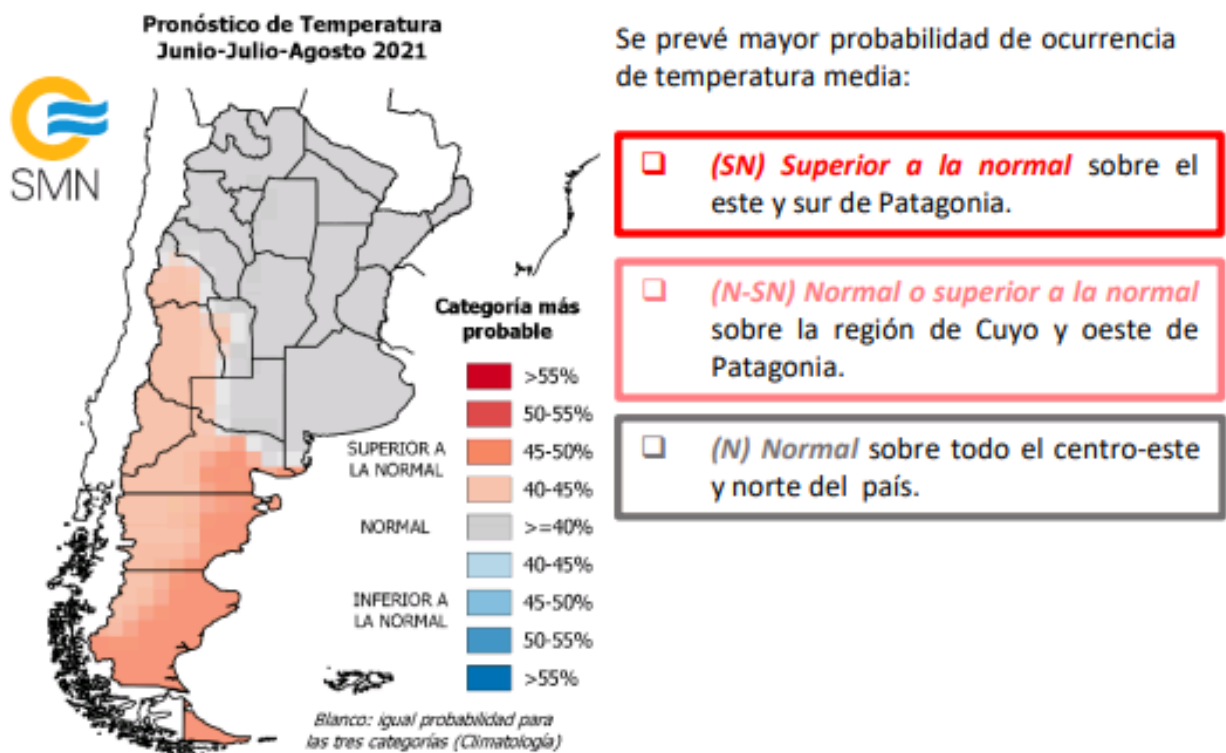 Pronóstico de Temperatura
Junio-Julio-Agosto 2021
SMN
Categoría más
probable
>55%
50-55%
SUPERIOR A
LA NORMAL
45-50%
40-45%
NORMAL
>=40%
40-45%
INFERIOR A
LA NORMAL
45-50%
50-55%
>55%
Blanco: igual probabilidad para
las tres categorías (Climatología)
Se prevé mayor probabilidad de ocurrencia
de temperatura media:
(SN) Superior a la normal sobre el
este y sur de Patagonia.
(N-SN) Normal o superior a la normal
sobre la región de Cuyo y oeste de
Patagonia.
(N) Normal sobre todo el centro-este
y norte del país.